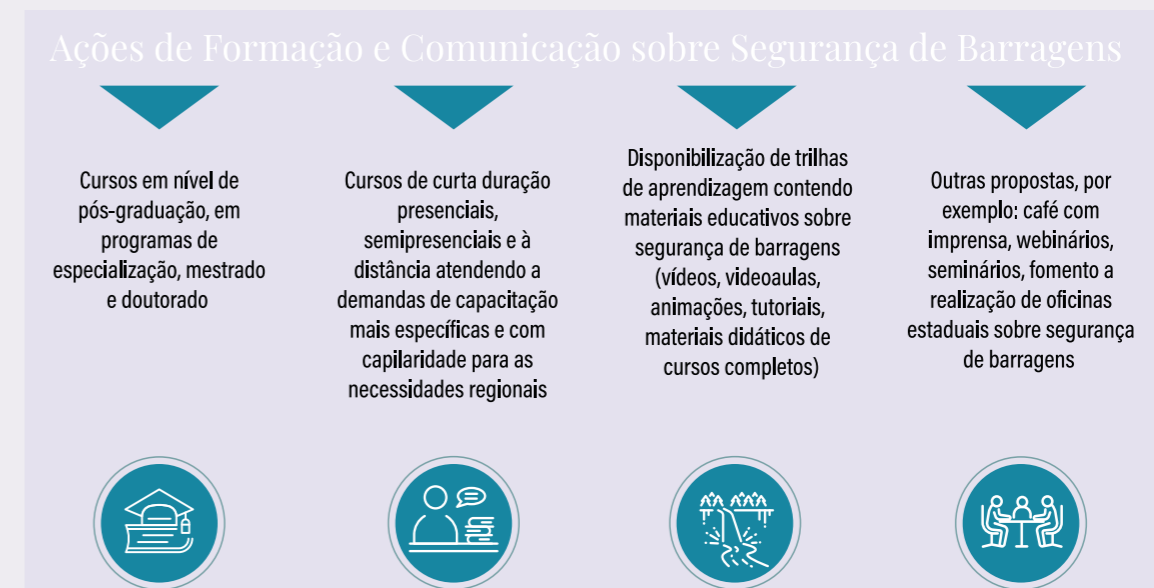 Ações de Formação e Comunicação sobre Segurança de Barragens
Cursos em nível de
pós-graduação, em
programas de
especialização, mestrado
e doutorado
Cursos de curta duração
presenciais,
semipresenciais e à
distância atendendo a
demandas de capacitação
mais específicas e com
capilaridade para as
necessidades regionais
Disponibilização de trilhas
de aprendizagem contendo
materiais educativos sobre
segurança de barragens
(vídeos, videoaulas,
animações, tutoriais,
materiais didáticos de
cursos completos)
Outras propostas, por
exemplo: café com
imprensa, webinários,
seminários, fomento a
realização de oficinas
estaduais sobre segurança
de barragens